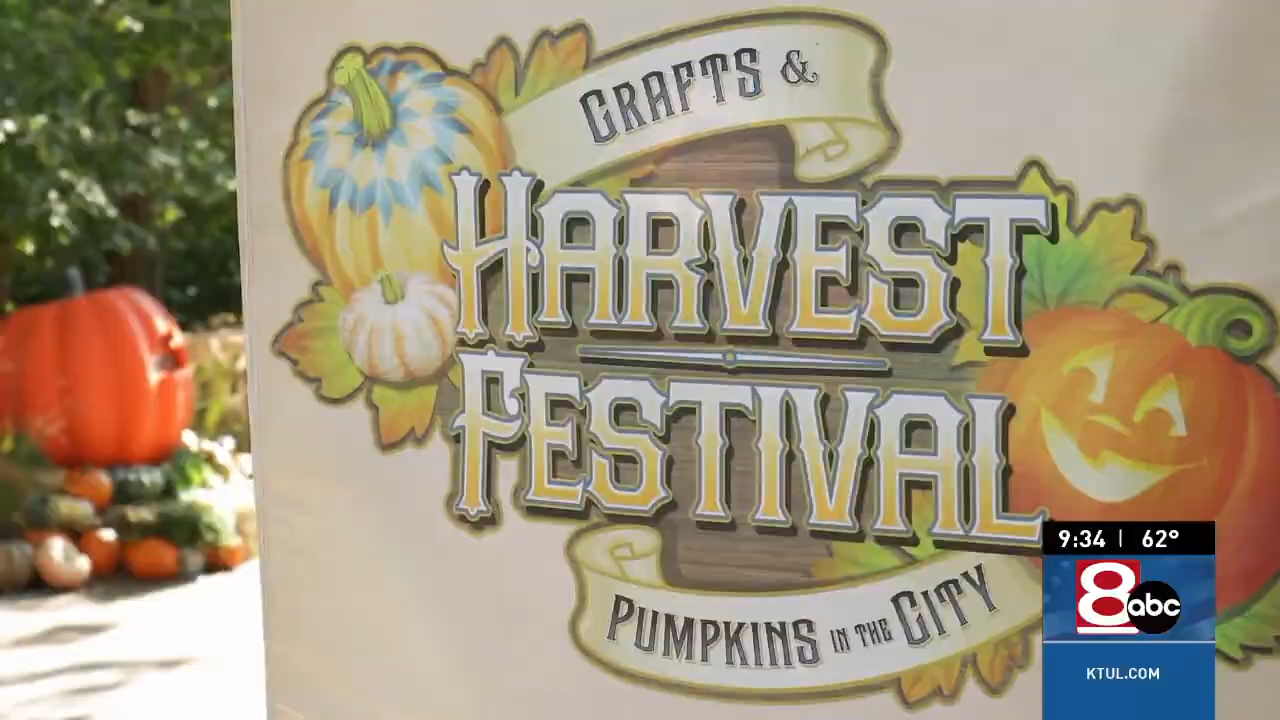 CRAFTS &
HARVEST
FESTIVAL
PUMPKINS IN THE CITY
9:34 | 62°
8abc
KTUL.COM